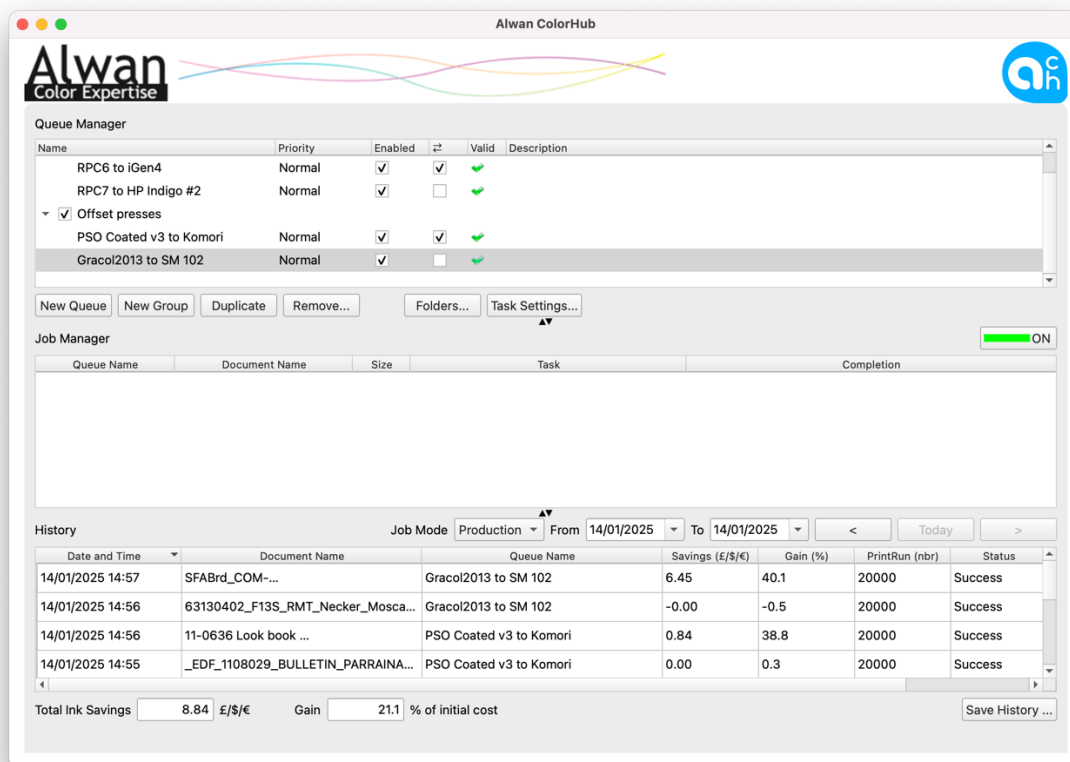 Alwan ColorHub
Alwan
Color Expertise
ach
Queue Manager
Name Priority Enabled ⇄ Valid Description
RPC6 to iGen4 Normal
RPC7 to HP Indigo #2 Normal
Offset presses
PSO Coated v3 to Komori Normal
Gracol2013 to SM 102 Normal
New Queue New Group Duplicate Remove... Folders... Task Settings...
Job Manager ON
Queue Name Document Name Size Task Completion
History Job Mode Production From 14/01/2025 To 14/01/2025 < Today >
Date and Time Document Name Queue Name Savings (£/$/€) Gain (%) PrintRun (nbr) Status
14/01/2025 14:57 SFABrd_COM-... Gracol2013 to SM 102 6.45 40.1 20000 Success
14/01/2025 14:56 63130402_F13S_RMT_Necker_Mosca... Gracol2013 to SM 102 -0.00 -0.5 20000 Success
14/01/2025 14:56 11-0636 Look book ... PSO Coated v3 to Komori 0.84 38.8 20000 Success
14/01/2025 14:55 _EDF_1108029_BULLETIN_PARRAINA... PSO Coated v3 to Komori 0.00 0.3 20000 Success
Total Ink Savings 8.84 £/$/€ Gain 21.1 % of initial cost Save History ...